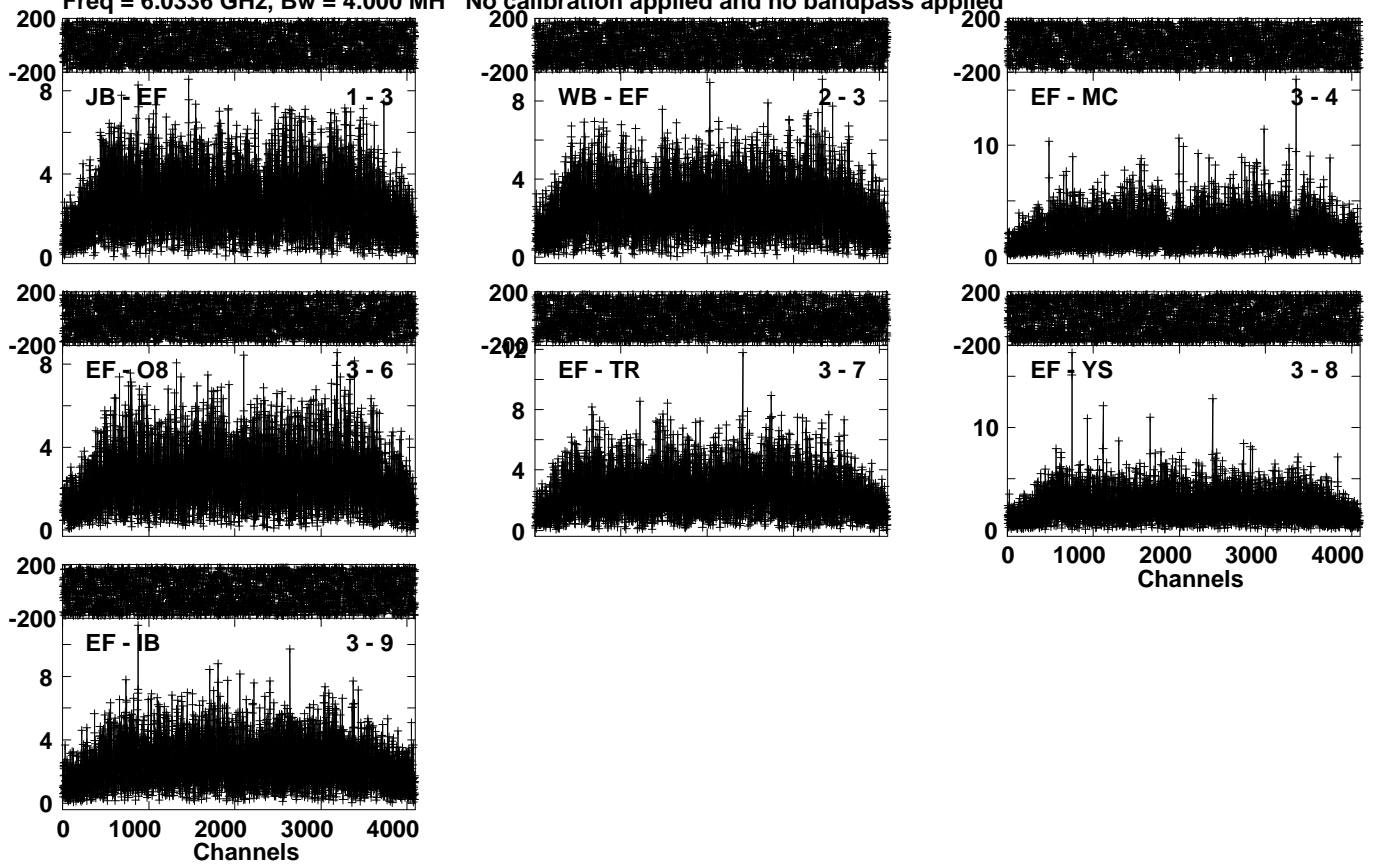 Freq = 6.0336 GHz, Bw = 4.000 MH No calibration applied and no bandpass applied
200 200 200
-200 -200 -200
JB - EF 1 - 3 WB - EF 2 - 3 EF - MC 3 - 4
8 8 10
4 4
0 0 0
200 200 200
-200 -200 -200
12
EF - O8 3 - 6 EF - TR 3 - 7 EF - YS 3 - 8
8 8 10
4 4
0 0 0
0 1000 2000 3000 4000
Channels
200
-200
EF - IB 3 - 9
8
4
0
0 1000 2000 3000 4000
Channels